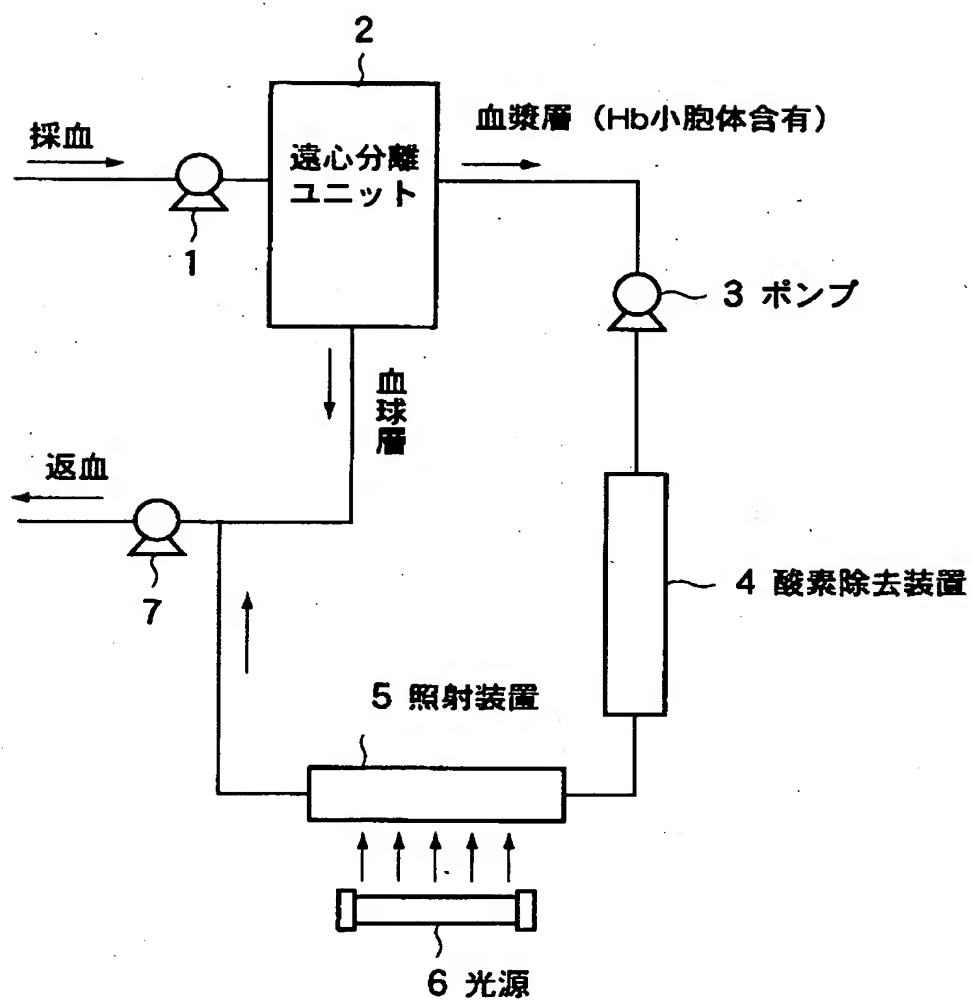 2
採血
血漿層（Hb小胞体含有）
遠心分離
ユニット
1
3 ポンプ
血球層
返血
7
4 酸素除去装置
5 照射装置
6 光源